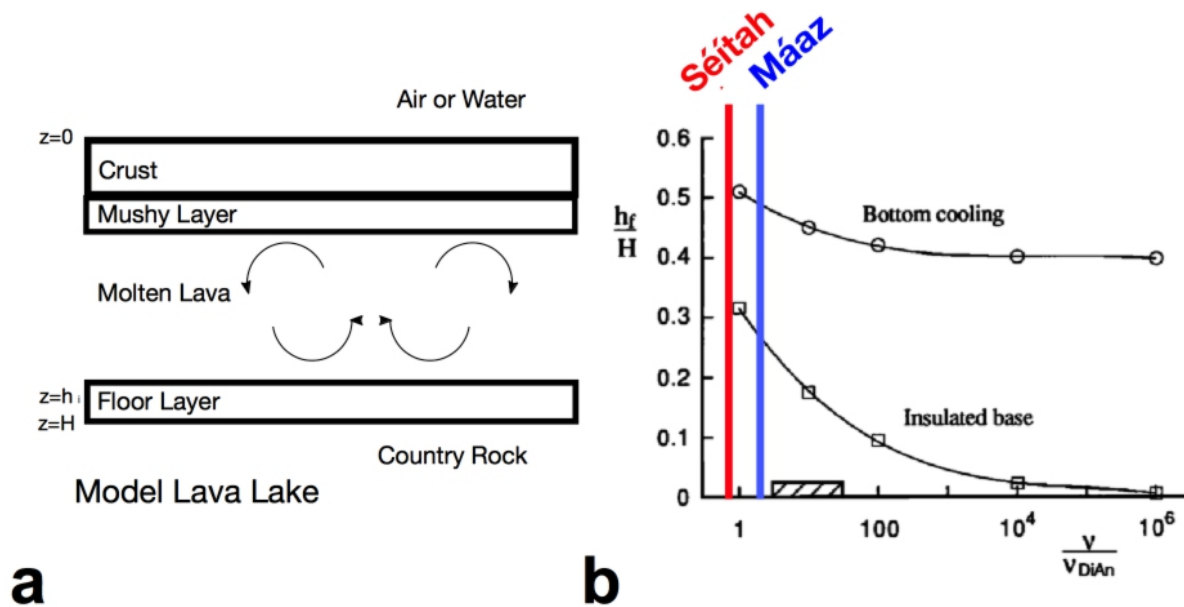 Air or Water
z=0
Crust
Mushy Layer
Molten Lava
z=h i
Floor Layer
z=H
Country Rock
Model Lava Lake
a
Séítah
Máaz
0.6
0.5
h_f
H
0.4
0.3
0.2
0.1
0
Bottom cooling
Insulated base
1
100
10^4
10^6
ν
ν_DiAn
b